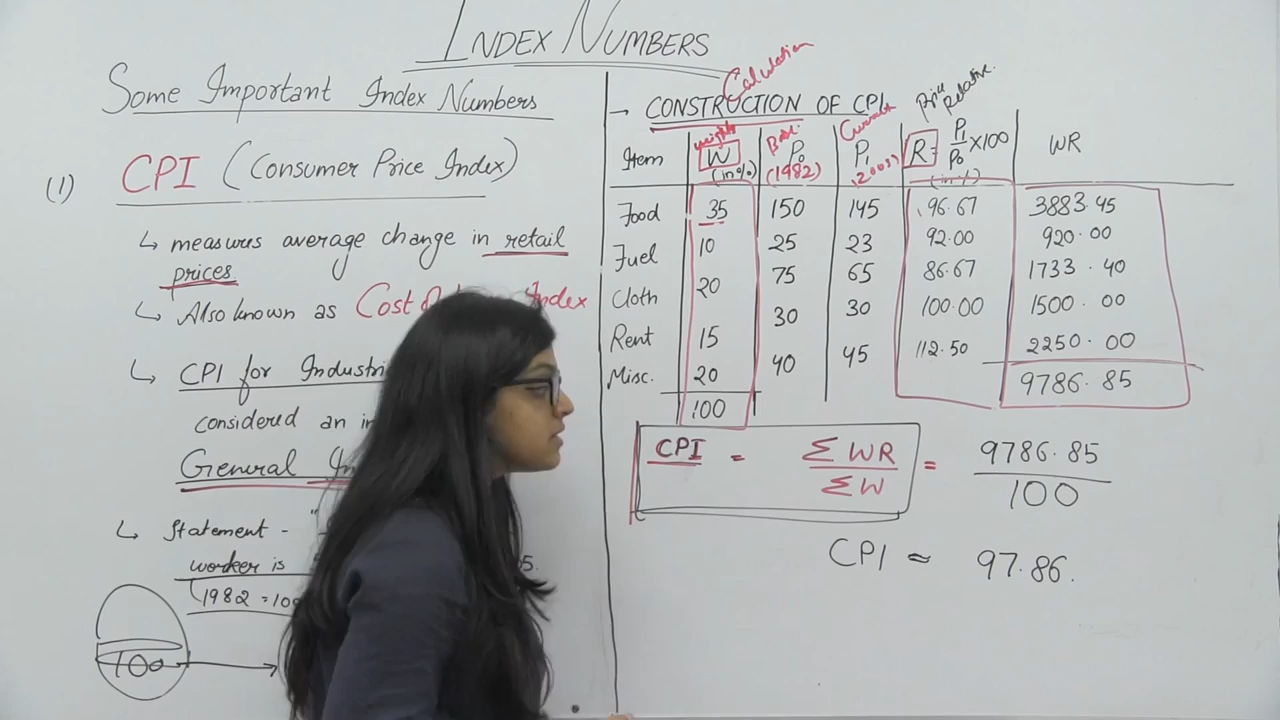 INDEX NUMBERS
Some Important Index Numbers
(1) CPI (Consumer Price Index)
↳ measures average change in retail
prices.
↳ Also known as Cost Index
↳ CPI for
considered an
General
↳ Statement -
worker is
1982 =
100
Calculation
→ CONSTRUCTION OF CPI
Price Relative.
Item | weights W (in %) | Base P₀ (1982) | Current P₁ | R = P₁/P₀ ×100 (in %) | WR
Food | 35 | 150 | 145 | 96.67 | 3883.45
Fuel | 10 | 25 | 23 | 92.00 | 920.00
Cloth | 20 | 75 | 65 | 86.67 | 1733.40
Rent | 15 | 30 | 30 | 100.00 | 1500.00
Misc. | 20 | 40 | 45 | 112.50 | 2250.00
100 | 9786.85
CPI = Σ WR / Σ W = 9786.85 / 100
CPI ≈ 97.86.